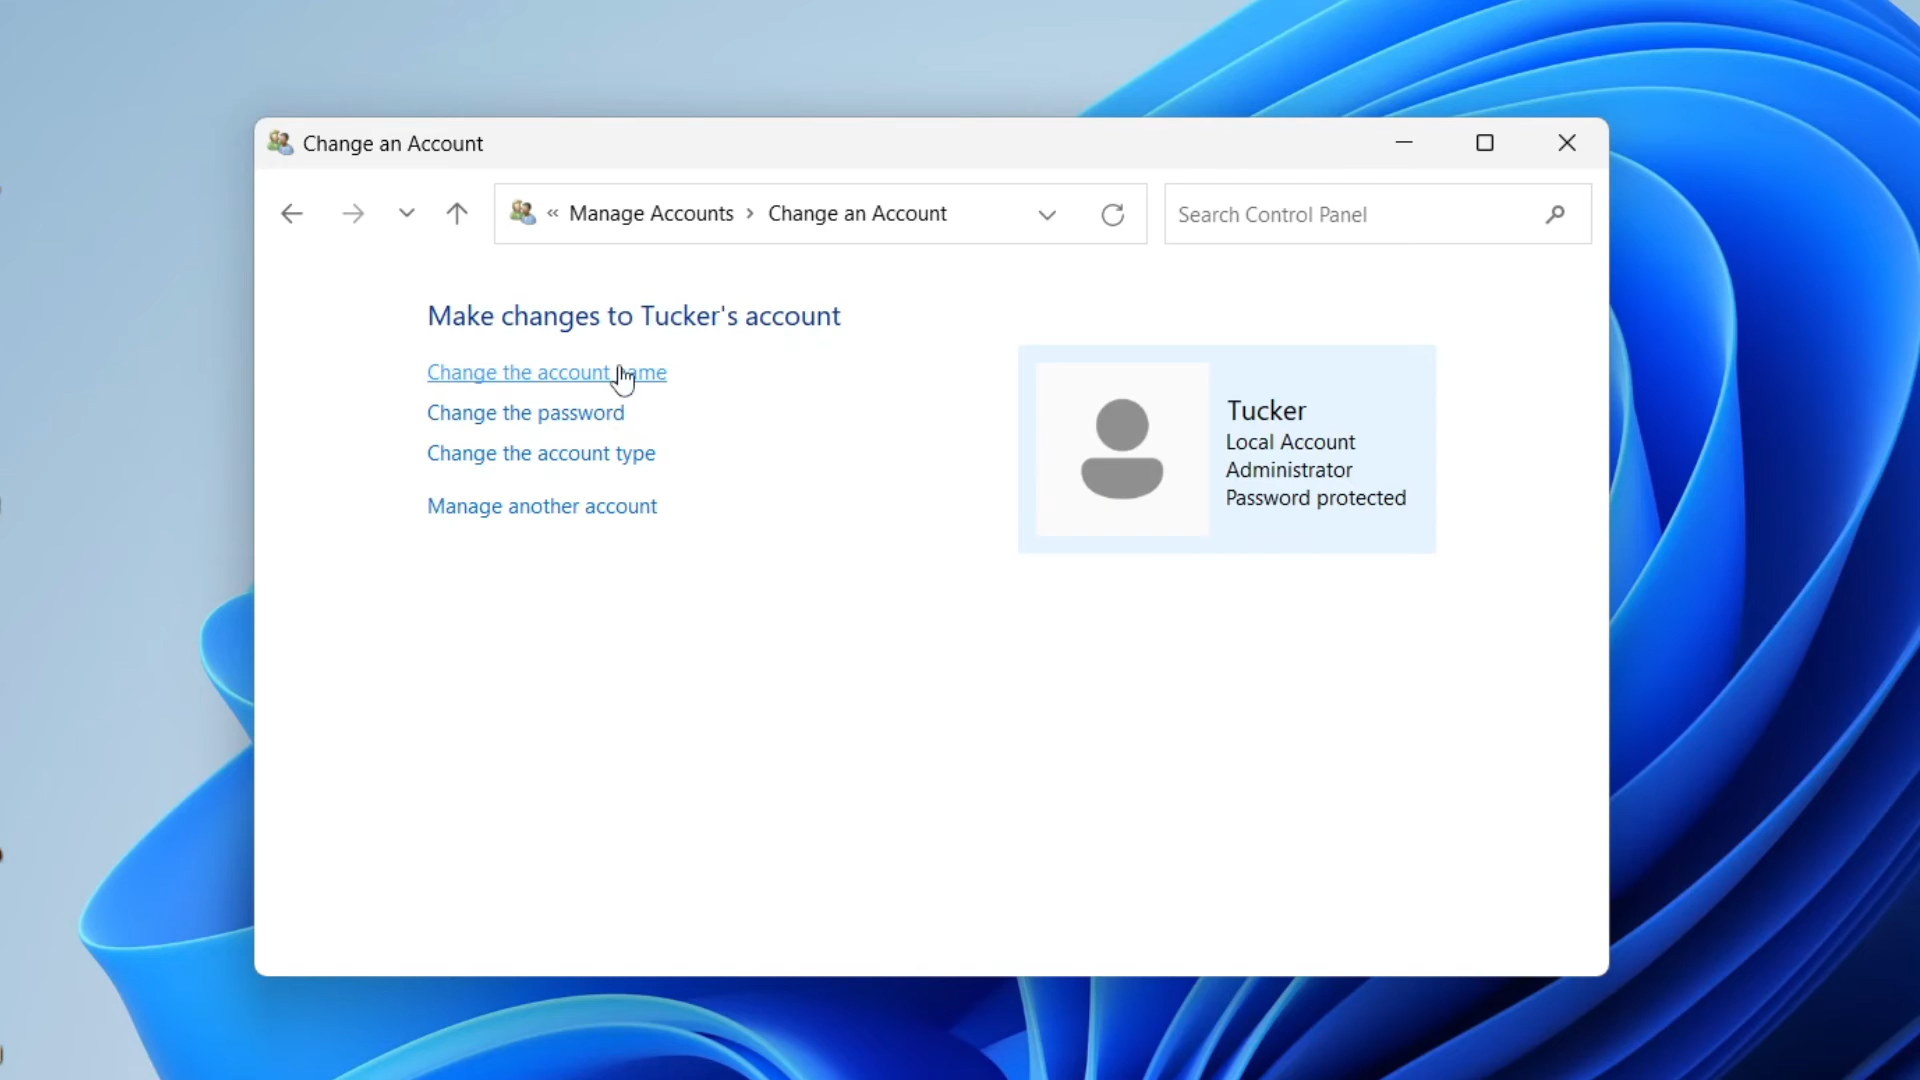 Change an Account
« Manage Accounts › Change an Account
Search Control Panel
Make changes to Tucker's account
Change the account name
Change the password
Change the account type
Manage another account
Tucker
Local Account
Administrator
Password protected